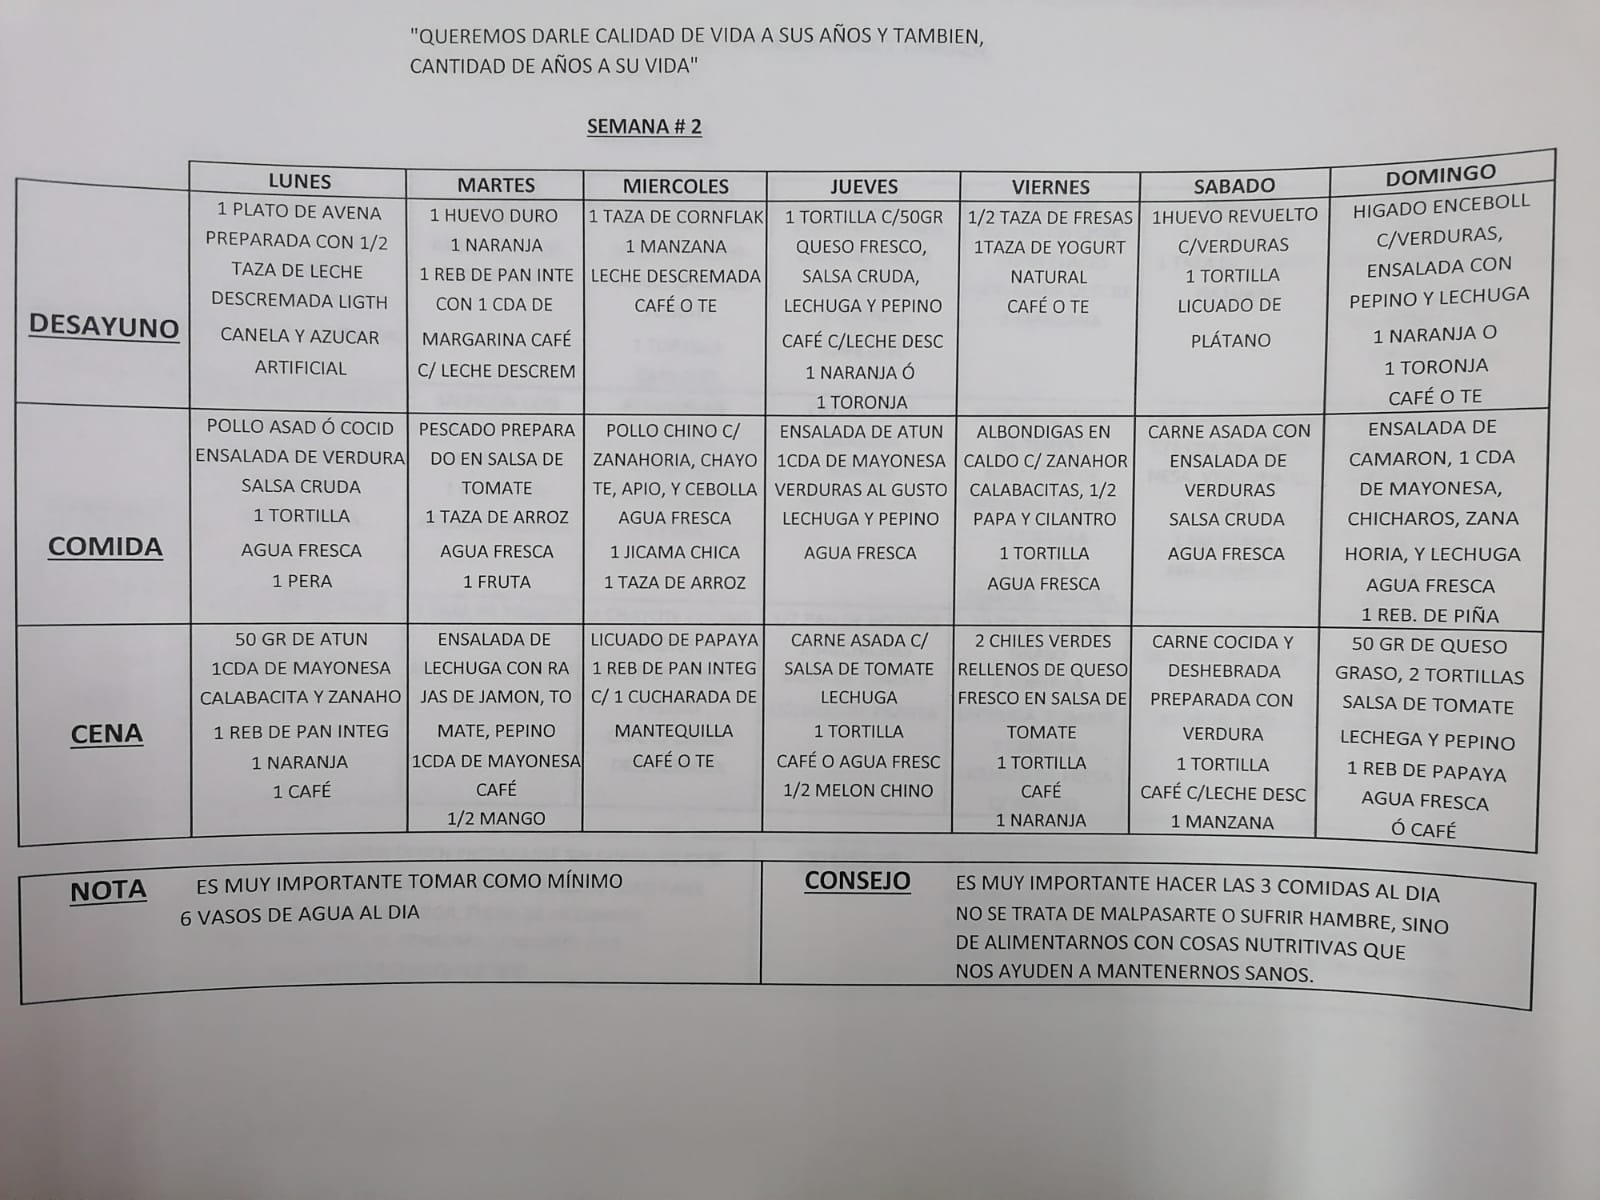 "QUEREMOS DARLE CALIDAD DE VIDA A SUS AÑOS Y TAMBIEN,
CANTIDAD DE AÑOS A SU VIDA"
SEMANA # 2
LUNES MARTES MIERCOLES JUEVES VIERNES SABADO DOMINGO
DESAYUNO
1 PLATO DE AVENA
PREPARADA CON 1/2
TAZA DE LECHE
DESCREMADA LIGTH
CANELA Y AZUCAR
ARTIFICIAL
1 HUEVO DURO
1 NARANJA
1 REB DE PAN INTE
CON 1 CDA DE
MARGARINA CAFÉ
C/ LECHE DESCREM
1 TAZA DE CORNFLAK
1 MANZANA
LECHE DESCREMADA
CAFÉ O TE
1 TORTILLA C/50GR
QUESO FRESCO,
SALSA CRUDA,
LECHUGA Y PEPINO
CAFÉ C/LECHE DESC
1 NARANJA Ó
1 TORONJA
1/2 TAZA DE FRESAS
1TAZA DE YOGURT
NATURAL
CAFÉ O TE
1HUEVO REVUELTO
C/VERDURAS
1 TORTILLA
LICUADO DE
PLÁTANO
HIGADO ENCEBOLL
C/VERDURAS,
ENSALADA CON
PEPINO Y LECHUGA
1 NARANJA O
1 TORONJA
CAFÉ O TE
COMIDA
POLLO ASAD Ó COCID
ENSALADA DE VERDURA
SALSA CRUDA
1 TORTILLA
AGUA FRESCA
1 PERA
PESCADO PREPARA
DO EN SALSA DE
TOMATE
1 TAZA DE ARROZ
AGUA FRESCA
1 FRUTA
POLLO CHINO C/
ZANAHORIA, CHAYO
TE, APIO, Y CEBOLLA
AGUA FRESCA
1 JICAMA CHICA
1 TAZA DE ARROZ
ENSALADA DE ATUN
1CDA DE MAYONESA
VERDURAS AL GUSTO
LECHUGA Y PEPINO
AGUA FRESCA
ALBONDIGAS EN
CALDO C/ ZANAHOR
CALABACITAS, 1/2
PAPA Y CILANTRO
1 TORTILLA
AGUA FRESCA
CARNE ASADA CON
ENSALADA DE
VERDURAS
SALSA CRUDA
AGUA FRESCA
ENSALADA DE
CAMARON, 1 CDA
DE MAYONESA,
CHICHAROS, ZANA
HORIA, Y LECHUGA
AGUA FRESCA
1 REB. DE PIÑA
CENA
50 GR DE ATUN
1CDA DE MAYONESA
CALABACITA Y ZANAHO
1 REB DE PAN INTEG
1 NARANJA
1 CAFÉ
ENSALADA DE
LECHUGA CON RA
JAS DE JAMON, TO
MATE, PEPINO
1CDA DE MAYONESA
CAFÉ
1/2 MANGO
LICUADO DE PAPAYA
1 REB DE PAN INTEG
C/ 1 CUCHARADA DE
MANTEQUILLA
CAFÉ O TE
CARNE ASADA C/
SALSA DE TOMATE
LECHUGA
1 TORTILLA
CAFÉ O AGUA FRESC
1/2 MELON CHINO
2 CHILES VERDES
RELLENOS DE QUESO
FRESCO EN SALSA DE
TOMATE
1 TORTILLA
CAFÉ
1 NARANJA
CARNE COCIDA Y
DESHEBRADA
PREPARADA CON
VERDURA
1 TORTILLA
CAFÉ C/LECHE DESC
1 MANZANA
50 GR DE QUESO
GRASO, 2 TORTILLAS
SALSA DE TOMATE
LECHEGA Y PEPINO
1 REB DE PAPAYA
AGUA FRESCA
Ó CAFÉ
NOTA ES MUY IMPORTANTE TOMAR COMO MÍNIMO
6 VASOS DE AGUA AL DIA
CONSEJO ES MUY IMPORTANTE HACER LAS 3 COMIDAS AL DIA
NO SE TRATA DE MALPASARTE O SUFRIR HAMBRE, SINO
DE ALIMENTARNOS CON COSAS NUTRITIVAS QUE
NOS AYUDEN A MANTENERNOS SANOS.